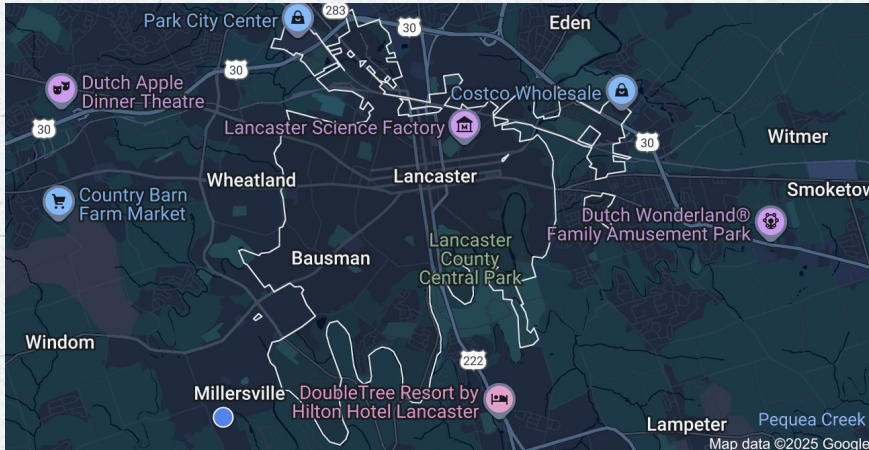 283
Park City Center
30
Eden
30
Dutch Apple
Dinner Theatre
Costco Wholesale
30
Lancaster Science Factory
30
Witmer
Wheatland
Lancaster
Smoketow
Country Barn
Farm Market
Dutch Wonderland®
Family Amusement Park
Lancaster
County
Central Park
Bausman
Windom
222
Millersville
DoubleTree Resort by
Hilton Hotel Lancaster
Lampeter
Pequea Creek
Map data ©2025 Google